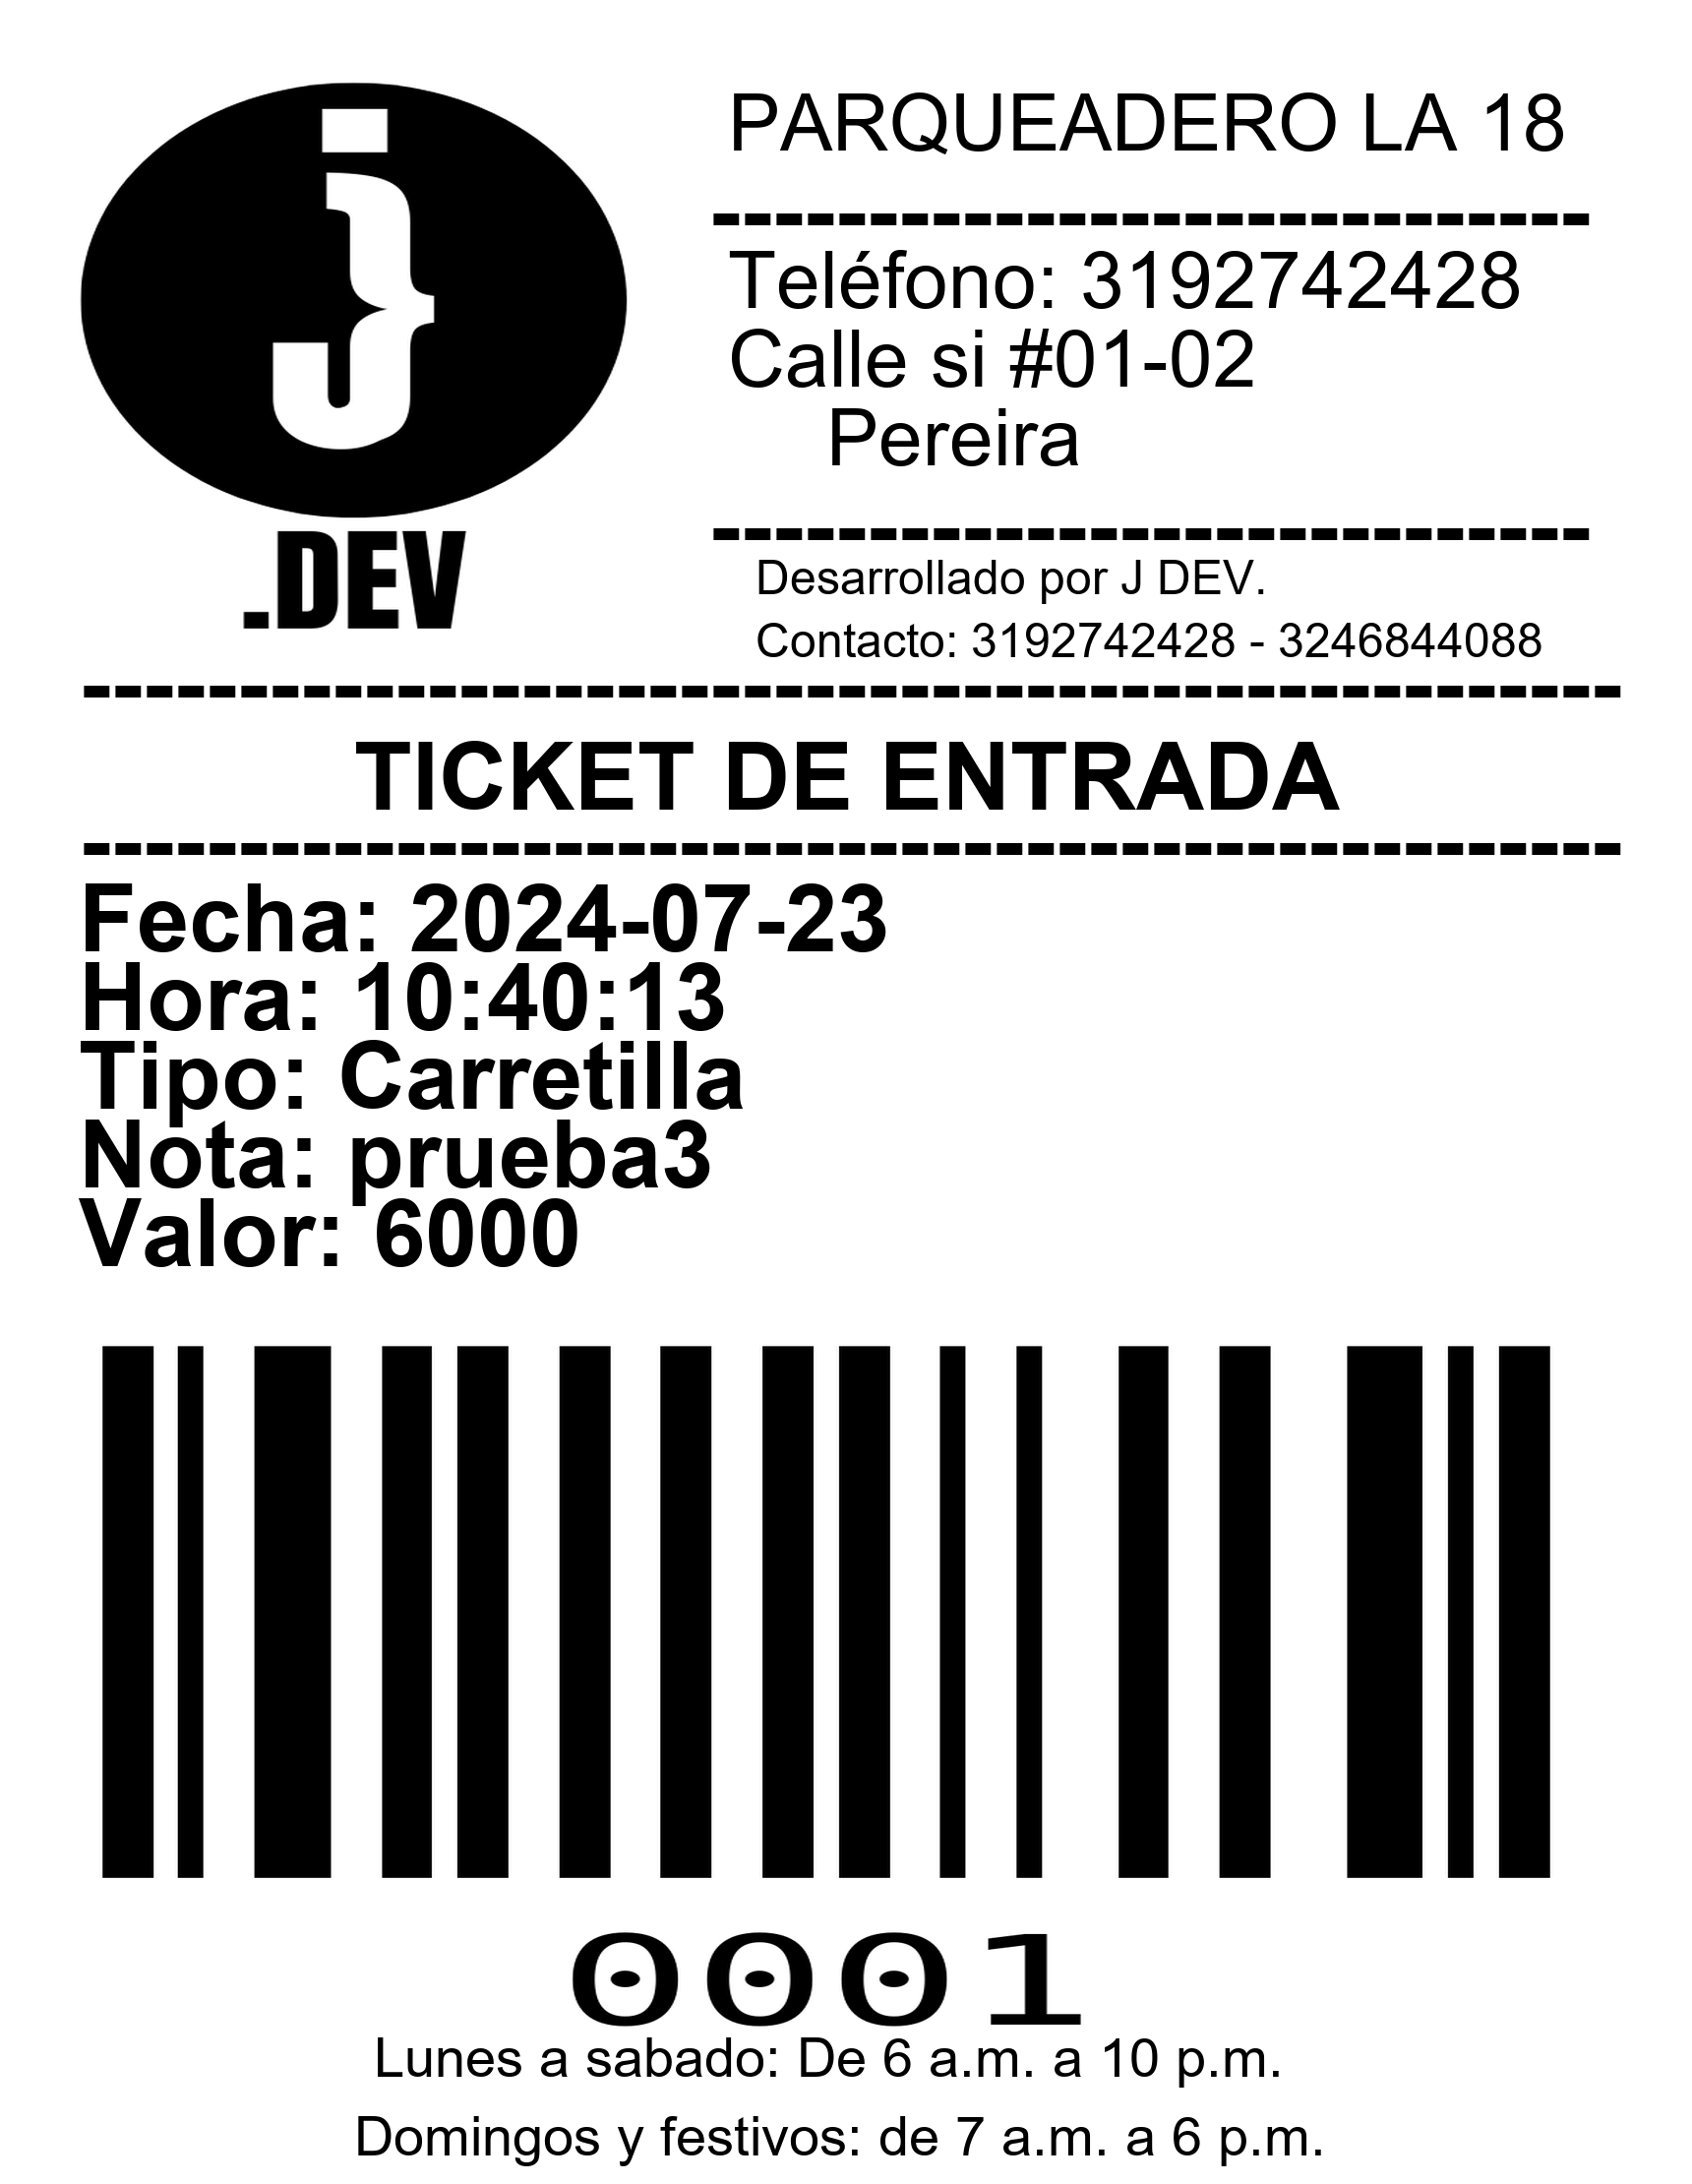 j
.DEV
PARQUEADERO LA 18
---------------------------
Teléfono: 3192742428
Calle si #01-02
Pereira
---------------------------
Desarrollado por J DEV.
Contacto: 3192742428 - 3246844088
-------------------------------------------------
TICKET DE ENTRADA
-------------------------------------------------
Fecha: 2024-07-23
Hora: 10:40:13
Tipo: Carretilla
Nota: prueba3
Valor: 6000
0001
Lunes a sabado: De 6 a.m. a 10 p.m.
Domingos y festivos: de 7 a.m. a 6 p.m.